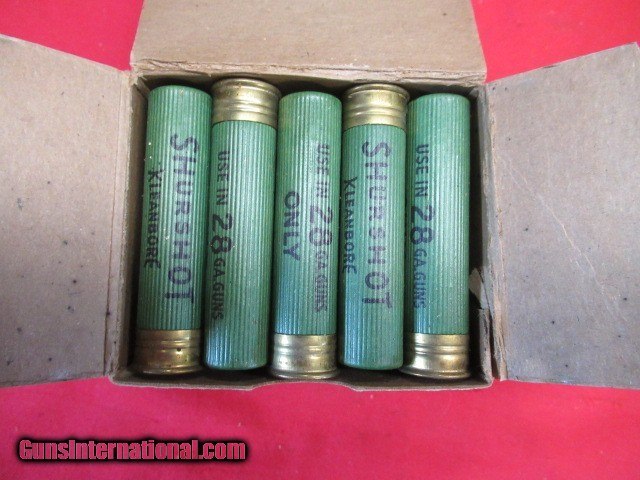 SHURSHOT
KLEANBORE
USE IN
28
GA. GUNS
USE IN
28
GA. GUNS
ONLY
SHURSHOT
KLEANBORE
USE IN
28
GA. GUNS
GunsInternational.com